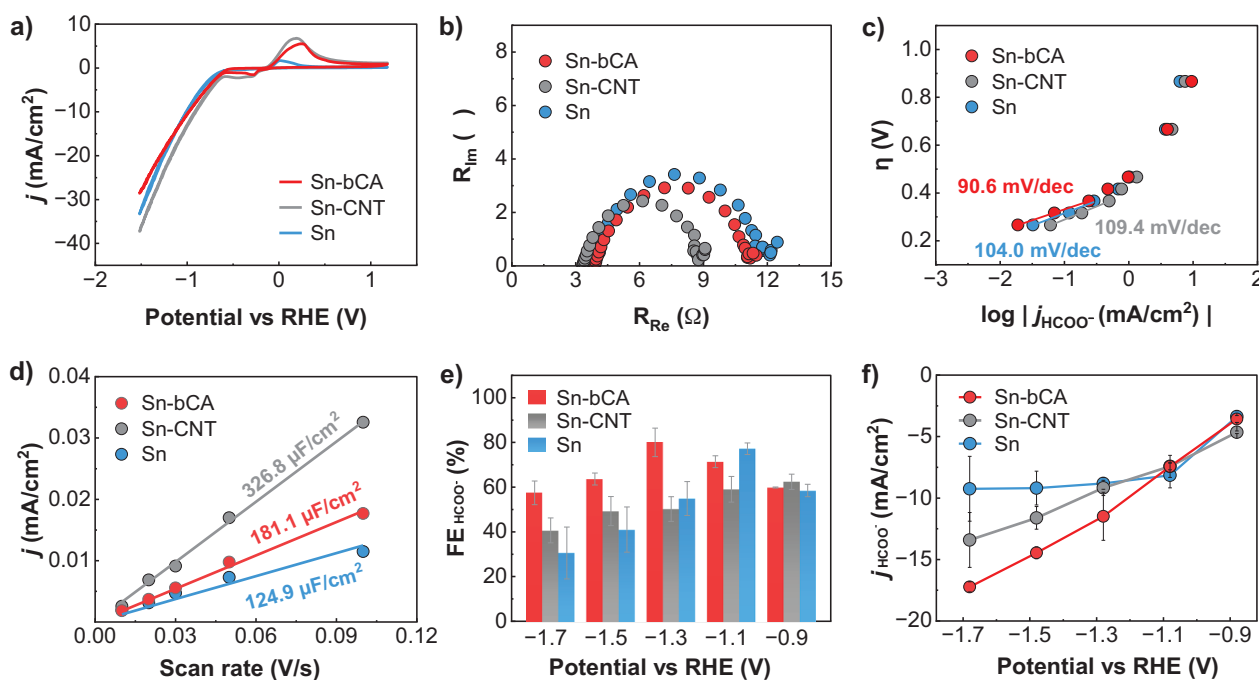 a)
10
0
−10
−20
−30
−40
j (mA/cm²)
Sn-bCA
Sn-CNT
Sn
−2
−1
0
1
Potential vs RHE (V)
b)
8
6
4
2
0
R_Im ( )
Sn-bCA
Sn-CNT
Sn
0
3
6
9
12
15
R_Re (Ω)
c)
1.0
0.8
0.6
0.4
0.2
η (V)
Sn-bCA
Sn-CNT
Sn
90.6 mV/dec
109.4 mV/dec
104.0 mV/dec
−3
−2
−1
0
1
2
log | j_HCOO⁻ (mA/cm²) |
d)
0.04
0.03
0.02
0.01
j (mA/cm²)
Sn-bCA
Sn-CNT
Sn
326.8 µF/cm²
181.1 µF/cm²
124.9 µF/cm²
0.00
0.03
0.06
0.09
0.12
Scan rate (V/s)
e)
100
80
60
40
20
0
FE_HCOO⁻ (%)
Sn-bCA
Sn-CNT
Sn
−1.7
−1.5
−1.3
−1.1
−0.9
Potential vs RHE (V)
f)
0
−5
−10
−15
−20
j_HCOO⁻ (mA/cm²)
Sn-bCA
Sn-CNT
Sn
−1.7
−1.5
−1.3
−1.1
−0.9
Potential vs RHE (V)